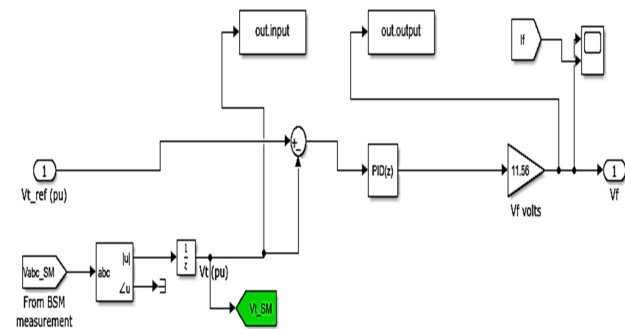 out.input
out.output
If
+
-
1
Vt_ref (pu)
PID(z)
11.56
Vf volts
1
Vf
Vabc_SM
From BSM
measurement
abc
|u|
∠u
1
z
Vt (pu)
Vt_SM